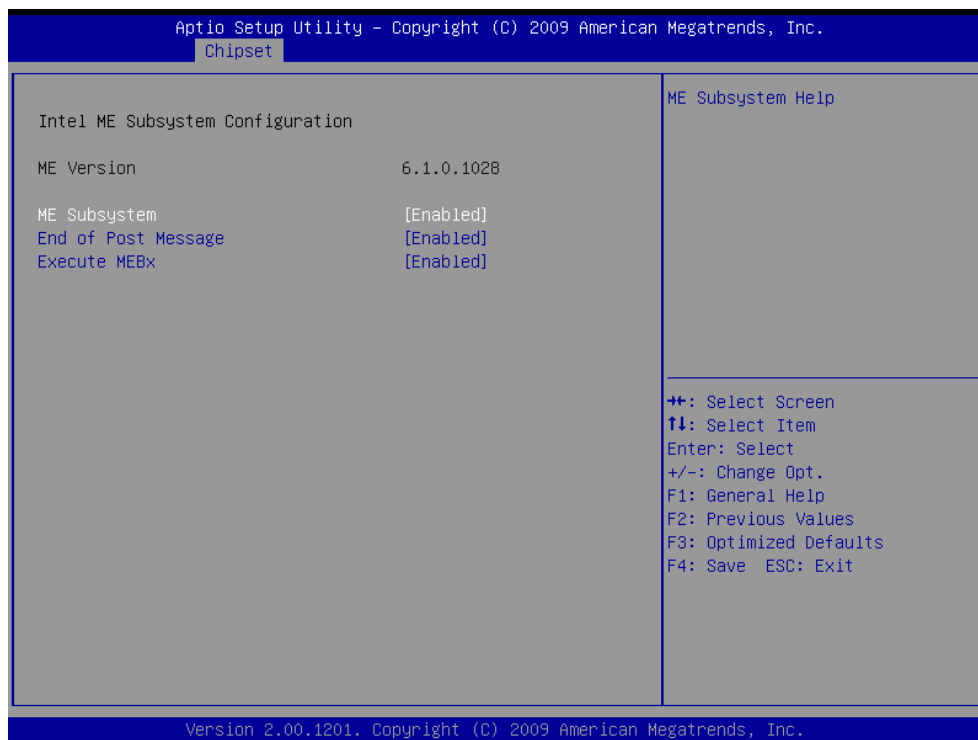 Aptio Setup Utility – Copyright (C) 2009 American Megatrends, Inc.
Chipset
Intel ME Subsystem Configuration
ME Version 6.1.0.1028
ME Subsystem [Enabled]
End of Post Message [Enabled]
Execute MEBx [Enabled]
ME Subsystem Help
→←: Select Screen
↑↓: Select Item
Enter: Select
+/-: Change Opt.
F1: General Help
F2: Previous Values
F3: Optimized Defaults
F4: Save ESC: Exit
Version 2.00.1201. Copyright (C) 2009 American Megatrends, Inc.